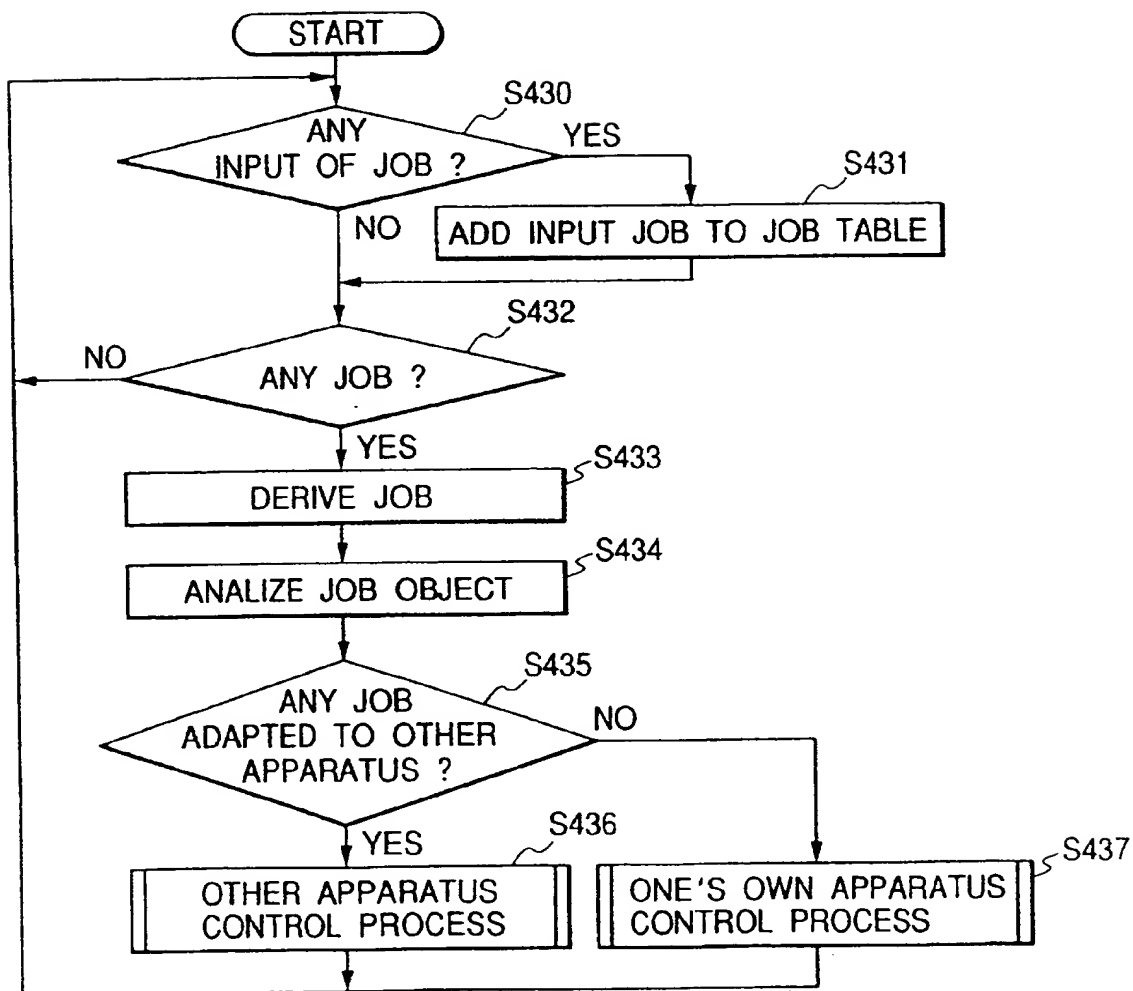 START
S430
ANY
INPUT OF JOB ?
YES
S431
NO
ADD INPUT JOB TO JOB TABLE
S432
NO
ANY JOB ?
YES
S433
DERIVE JOB
S434
ANALIZE JOB OBJECT
S435
ANY JOB
ADAPTED TO OTHER
APPARATUS ?
NO
YES
S436
S437
OTHER APPARATUS
CONTROL PROCESS
ONE'S OWN APPARATUS
CONTROL PROCESS